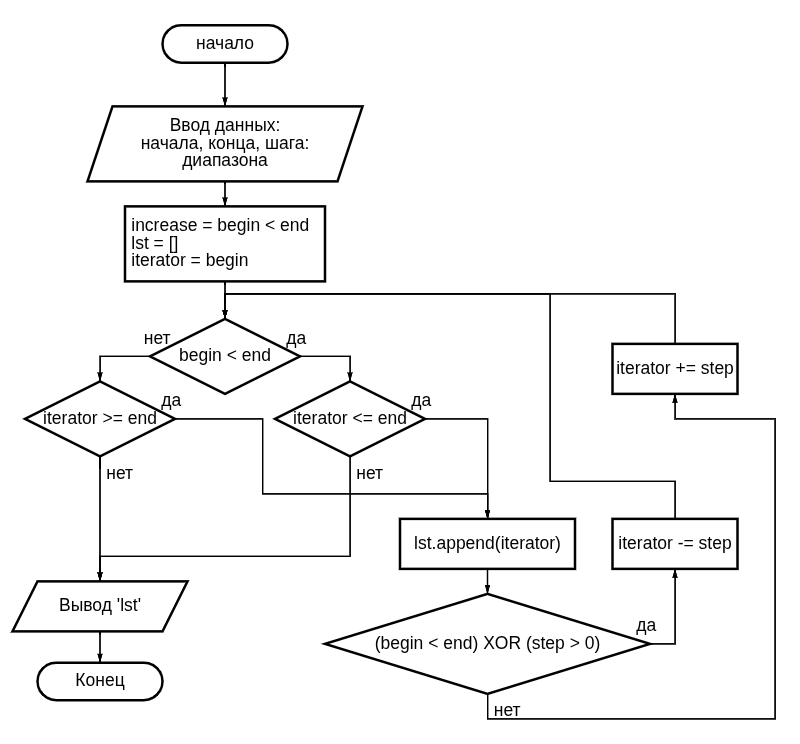 начало
Ввод данных:
начала, конца, шага:
диапазона
increase = begin < end
lst = []
iterator = begin
нет
да
begin < end
iterator += step
да
да
iterator >= end
iterator <= end
нет
нет
lst.append(iterator)
iterator -= step
Вывод 'lst'
да
(begin < end) XOR (step > 0)
Конец
нет